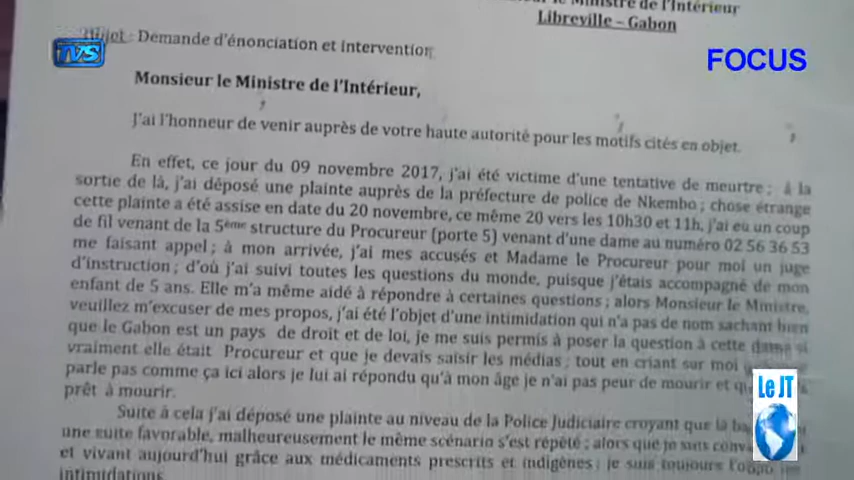 le Ministre de l'Intérieur
Libreville – Gabon
Objet : Demande d'énonciation et intervention
TVS
FOCUS
Monsieur le Ministre de l'Intérieur,
J'ai l'honneur de venir auprès de votre haute autorité pour les motifs cités en objet.
En effet, ce jour du 09 novembre 2017, j'ai été victime d'une tentative de meurtre ; à la
sortie de là, j'ai déposé une plainte auprès de la préfecture de police de Nkembo ; chose étrange
cette plainte a été assise en date du 20 novembre, ce même 20 vers les 10h30 et 11h, j'ai eu un coup
de fil venant de la 5ème structure du Procureur (porte 5) venant d'une dame au numéro 02 56 36 53
me faisant appel ; à mon arrivée, j'ai mes accusés et Madame le Procureur pour moi un juge
d'instruction ; d'où j'ai suivi toutes les questions du monde, puisque j'étais accompagné de mon
enfant de 5 ans. Elle m'a même aidé à répondre à certaines questions ; alors Monsieur le Ministre,
veuillez m'excuser de mes propos, j'ai été l'objet d'une intimidation qui n'a pas de nom sachant bien
que le Gabon est un pays de droit et de loi, je me suis permis à poser la question à cette dame si
vraiment elle était Procureur et que je devais saisir les médias ; tout en criant sur moi
parle pas comme ça ici alors je lui ai répondu qu'à mon âge je n'ai pas peur de mourir et
prêt à mourir.
Le JT
Suite à cela j'ai déposé une plainte au niveau de la Police Judiciaire croyant que la
une suite favorable, malheureusement le même scénario s'est répété ; alors que je suis
et vivant aujourd'hui grâce aux médicaments prescrits et indigènes ; je suis toujours
intimidations